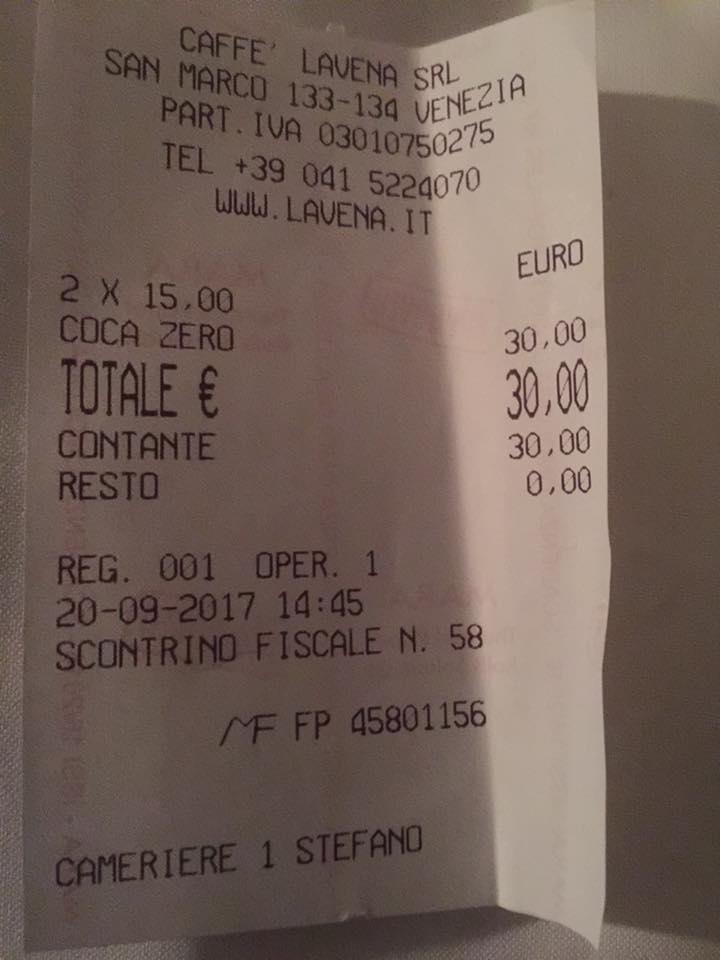 CAFFE' LAVENA SRL
SAN MARCO 133-134 VENEZIA
PART.IVA 03010750275
TEL +39 041 5224070
WWW.LAVENA.IT
EURO
2 X 15,00
COCA ZERO 30,00
TOTALE € 30,00
CONTANTE 30,00
RESTO 0,00
REG. 001 OPER. 1
20-09-2017 14:45
SCONTRINO FISCALE N. 58
MF FP 45801156
CAMERIERE 1 STEFANO